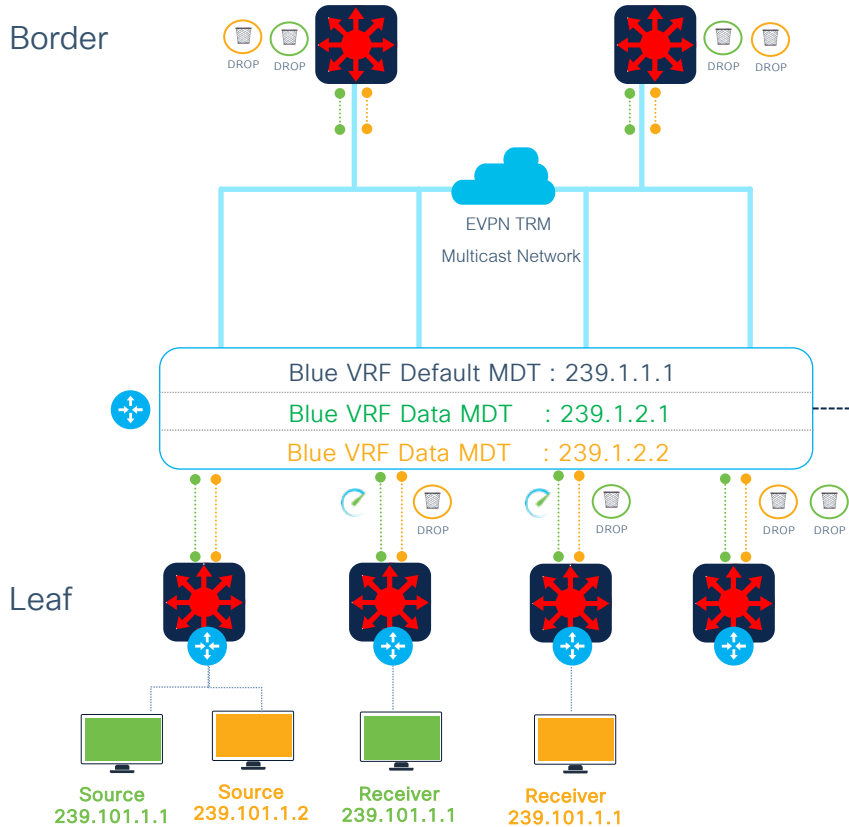 Border
DROP
DROP
DROP
DROP
EVPN TRM
Multicast Network
Blue VRF Default MDT : 239.1.1.1
Blue VRF Data MDT : 239.1.2.1
Blue VRF Data MDT : 239.1.2.2
DROP
DROP
DROP
DROP
Leaf
Source
239.101.1.1
Source
239.101.1.2
Receiver
239.101.1.1
Receiver
239.101.1.1